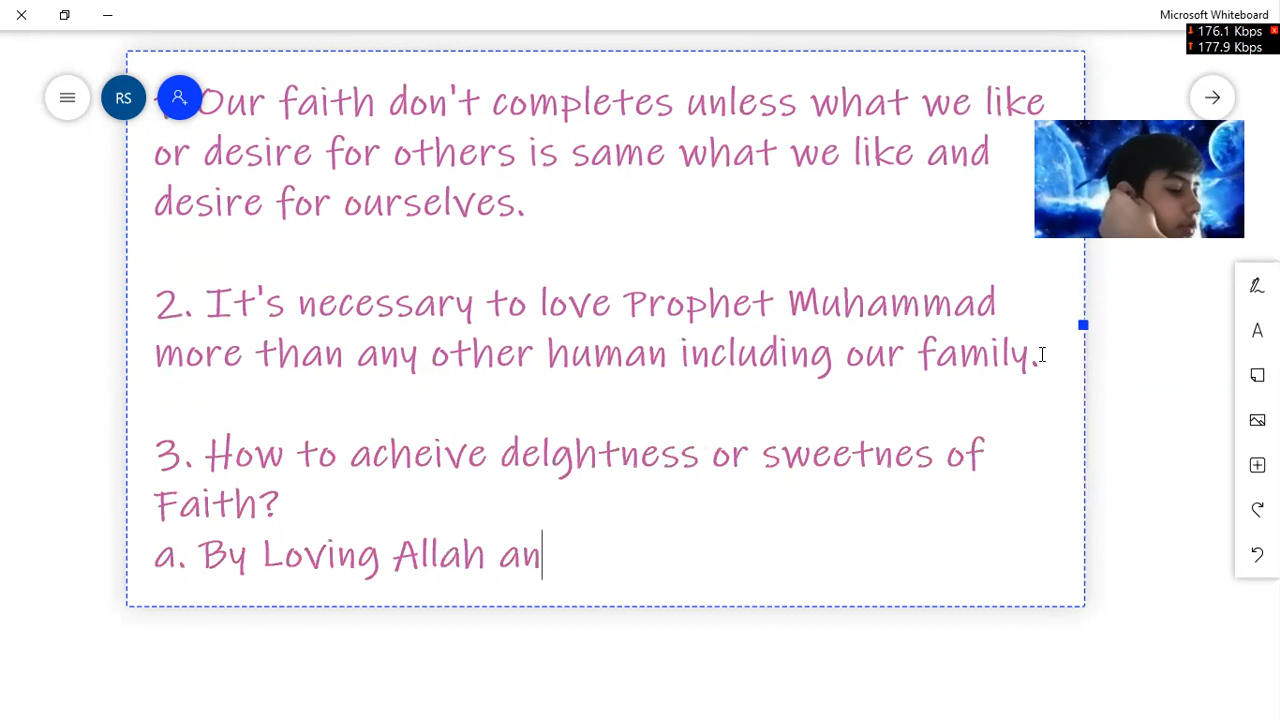 Microsoft Whiteboard
176.1 Kbps
177.9 Kbps
RS
Our faith don't completes unless what we like
or desire for others is same what we like and
desire for ourselves.
2. It's necessary to love Prophet Muhammad
more than any other human including our family.
3. How to acheive delghtness or sweetnes of
Faith?
a. By Loving Allah an